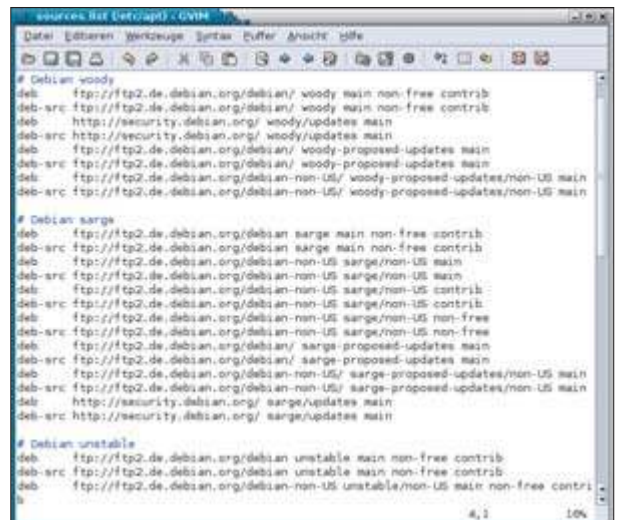 sources.list (/etc/apt) - GVIM
Datei Editieren Werkzeuge Syntax Puffer Ansicht Hilfe
# Debian woody
deb ftp://ftp2.de.debian.org/debian/ woody main non-free contrib
deb-src ftp://ftp2.de.debian.org/debian/ woody main non-free contrib
deb http://security.debian.org/ woody/updates main
deb-src http://security.debian.org/ woody/updates main
deb ftp://ftp2.de.debian.org/debian/ woody-proposed-updates main
deb-src ftp://ftp2.de.debian.org/debian/ woody-proposed-updates main
deb ftp://ftp2.de.debian.org/debian-non-US/ woody-proposed-updates/non-US main
deb-src ftp://ftp2.de.debian.org/debian-non-US/ woody-proposed-updates/non-US main
# Debian sarge
deb ftp://ftp2.de.debian.org/debian sarge main non-free contrib
deb-src ftp://ftp2.de.debian.org/debian sarge main non-free contrib
deb ftp://ftp2.de.debian.org/debian-non-US sarge/non-US main
deb-src ftp://ftp2.de.debian.org/debian-non-US sarge/non-US main
deb ftp://ftp2.de.debian.org/debian-non-US sarge/non-US contrib
deb-src ftp://ftp2.de.debian.org/debian-non-US sarge/non-US contrib
deb ftp://ftp2.de.debian.org/debian-non-US sarge/non-US non-free
deb-src ftp://ftp2.de.debian.org/debian-non-US sarge/non-US non-free
deb ftp://ftp2.de.debian.org/debian/ sarge-proposed-updates main
deb-src ftp://ftp2.de.debian.org/debian/ sarge-proposed-updates main
deb ftp://ftp2.de.debian.org/debian-non-US/ sarge-proposed-updates/non-US main
deb-src ftp://ftp2.de.debian.org/debian-non-US/ sarge-proposed-updates/non-US main
deb http://security.debian.org/ sarge/updates main
deb-src http://security.debian.org/ sarge/updates main
# Debian unstable
deb ftp://ftp2.de.debian.org/debian unstable main non-free contrib
deb-src ftp://ftp2.de.debian.org/debian unstable main non-free contrib
deb ftp://ftp2.de.debian.org/debian-non-US unstable/non-US main non-free contri
b
4,1 10%